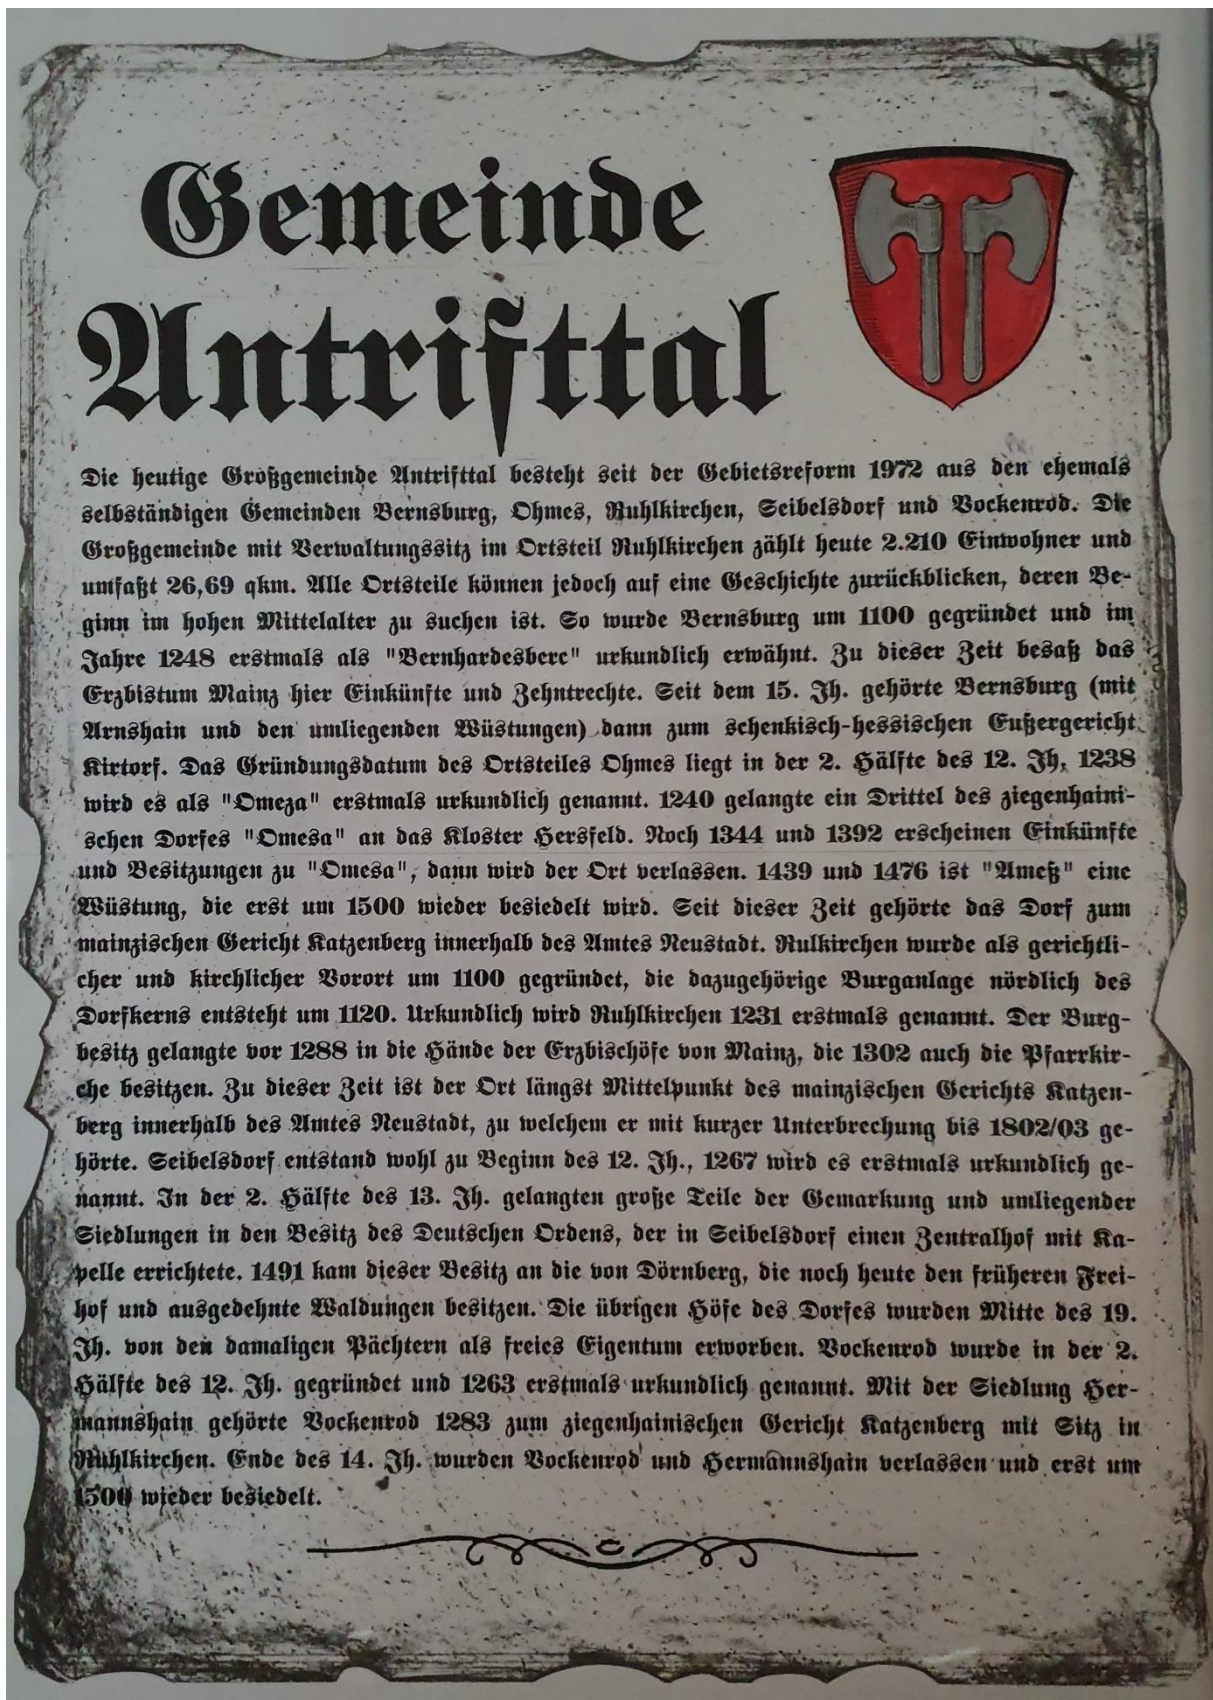 Gemeinde
Antrifttal
Die heutige Großgemeinde Antrifttal besteht seit der Gebietsreform 1972 aus den ehemals
selbständigen Gemeinden Bernsburg, Ohmes, Ruhlkirchen, Seibelsdorf und Vockenrod. Die
Großgemeinde mit Verwaltungssitz im Ortsteil Ruhlkirchen zählt heute 2.210 Einwohner und
umfaßt 26,69 qkm. Alle Ortsteile können jedoch auf eine Geschichte zurückblicken, deren Be-
ginn im hohen Mittelalter zu suchen ist. So wurde Bernsburg um 1100 gegründet und im
Jahre 1248 erstmals als "Bernhardesberc" urkundlich erwähnt. Zu dieser Zeit besaß das
Erzbistum Mainz hier Einkünfte und Zehntrechte. Seit dem 15. Jh. gehörte Bernsburg (mit
Arnshain und den umliegenden Wüstungen) dann zum schenkisch-hessischen Eußergericht
Kirtorf. Das Gründungsdatum des Ortsteiles Ohmes liegt in der 2. Hälfte des 12. Jh, 1238
wird es als "Omeza" erstmals urkundlich genannt. 1240 gelangte ein Drittel des ziegenhaini-
schen Dorfes "Omesa" an das Kloster Hersfeld. Noch 1344 und 1392 erscheinen Einkünfte
und Besitzungen zu "Omesa", dann wird der Ort verlassen. 1439 und 1476 ist "Ameß" eine
Wüstung, die erst um 1500 wieder besiedelt wird. Seit dieser Zeit gehörte das Dorf zum
mainzischen Gericht Katzenberg innerhalb des Amtes Neustadt. Rulkirchen wurde als gerichtli-
cher und kirchlicher Vorort um 1100 gegründet, die dazugehörige Burganlage nördlich des
Dorfkerns entsteht um 1120. Urkundlich wird Ruhlkirchen 1231 erstmals genannt. Der Burg-
besitz gelangte vor 1288 in die Hände der Erzbischöfe von Mainz, die 1302 auch die Pfarrkir-
che besitzen. Zu dieser Zeit ist der Ort längst Mittelpunkt des mainzischen Gerichts Katzen-
berg innerhalb des Amtes Neustadt, zu welchem er mit kurzer Unterbrechung bis 1802/03 ge-
hörte. Seibelsdorf entstand wohl zu Beginn des 12. Jh., 1267 wird es erstmals urkundlich ge-
nannt. In der 2. Hälfte des 13. Jh. gelangten große Teile der Gemarkung und umliegender
Siedlungen in den Besitz des Deutschen Ordens, der in Seibelsdorf einen Zentralhof mit Ka-
pelle errichtete. 1491 kam dieser Besitz an die von Dörnberg, die noch heute den früheren Frei-
hof und ausgedehnte Waldungen besitzen. Die übrigen Höfe des Dorfes wurden Mitte des 19.
Jh. von den damaligen Pächtern als freies Eigentum erworben. Vockenrod wurde in der 2.
Hälfte des 12. Jh. gegründet und 1263 erstmals urkundlich genannt. Mit der Siedlung Her-
mannshain gehörte Vockenrod 1283 zum ziegenhainischen Gericht Katzenberg mit Sitz in
Ruhlkirchen. Ende des 14. Jh. wurden Vockenrod und Hermannshain verlassen und erst um
1500 wieder besiedelt.